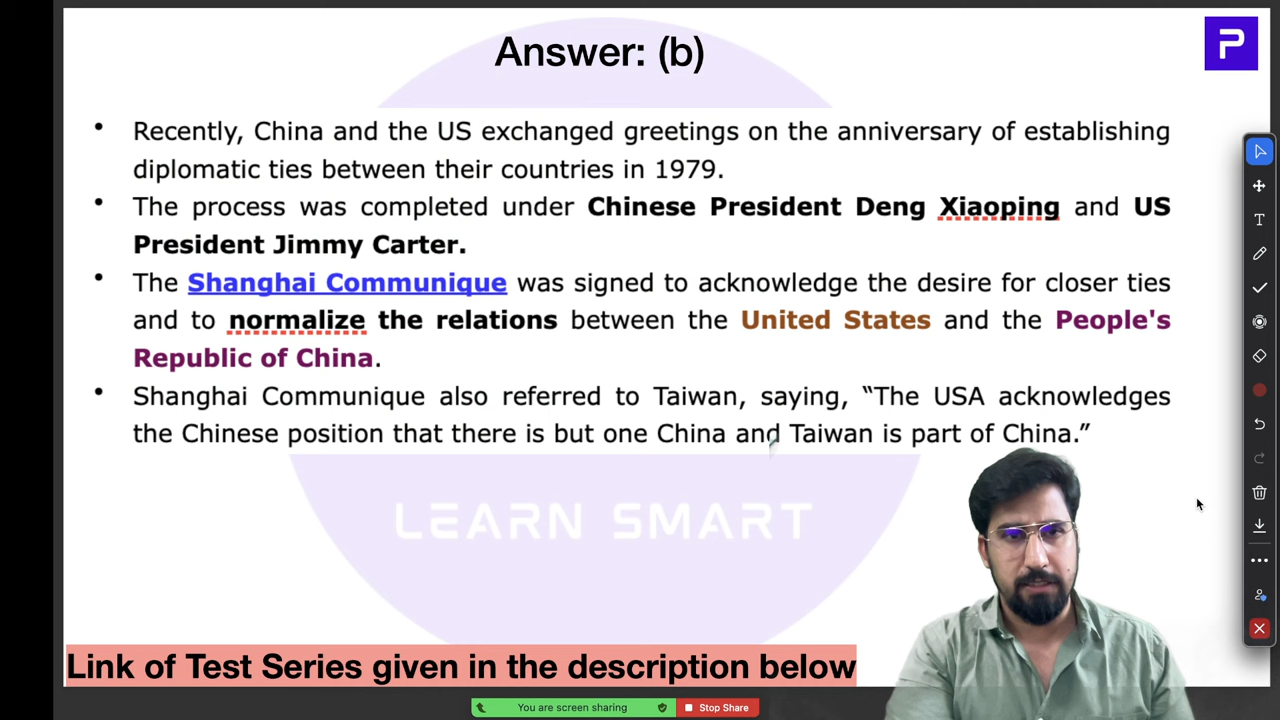 Answer: (b)
P
• Recently, China and the US exchanged greetings on the anniversary of establishing
diplomatic ties between their countries in 1979.
• The process was completed under Chinese President Deng Xiaoping and US
President Jimmy Carter.
• The Shanghai Communique was signed to acknowledge the desire for closer ties
and to normalize the relations between the United States and the People's
Republic of China.
• Shanghai Communique also referred to Taiwan, saying, “The USA acknowledges
the Chinese position that there is but one China and Taiwan is part of China.”
LEARN SMART
Link of Test Series given in the description below
You are screen sharing
Stop Share